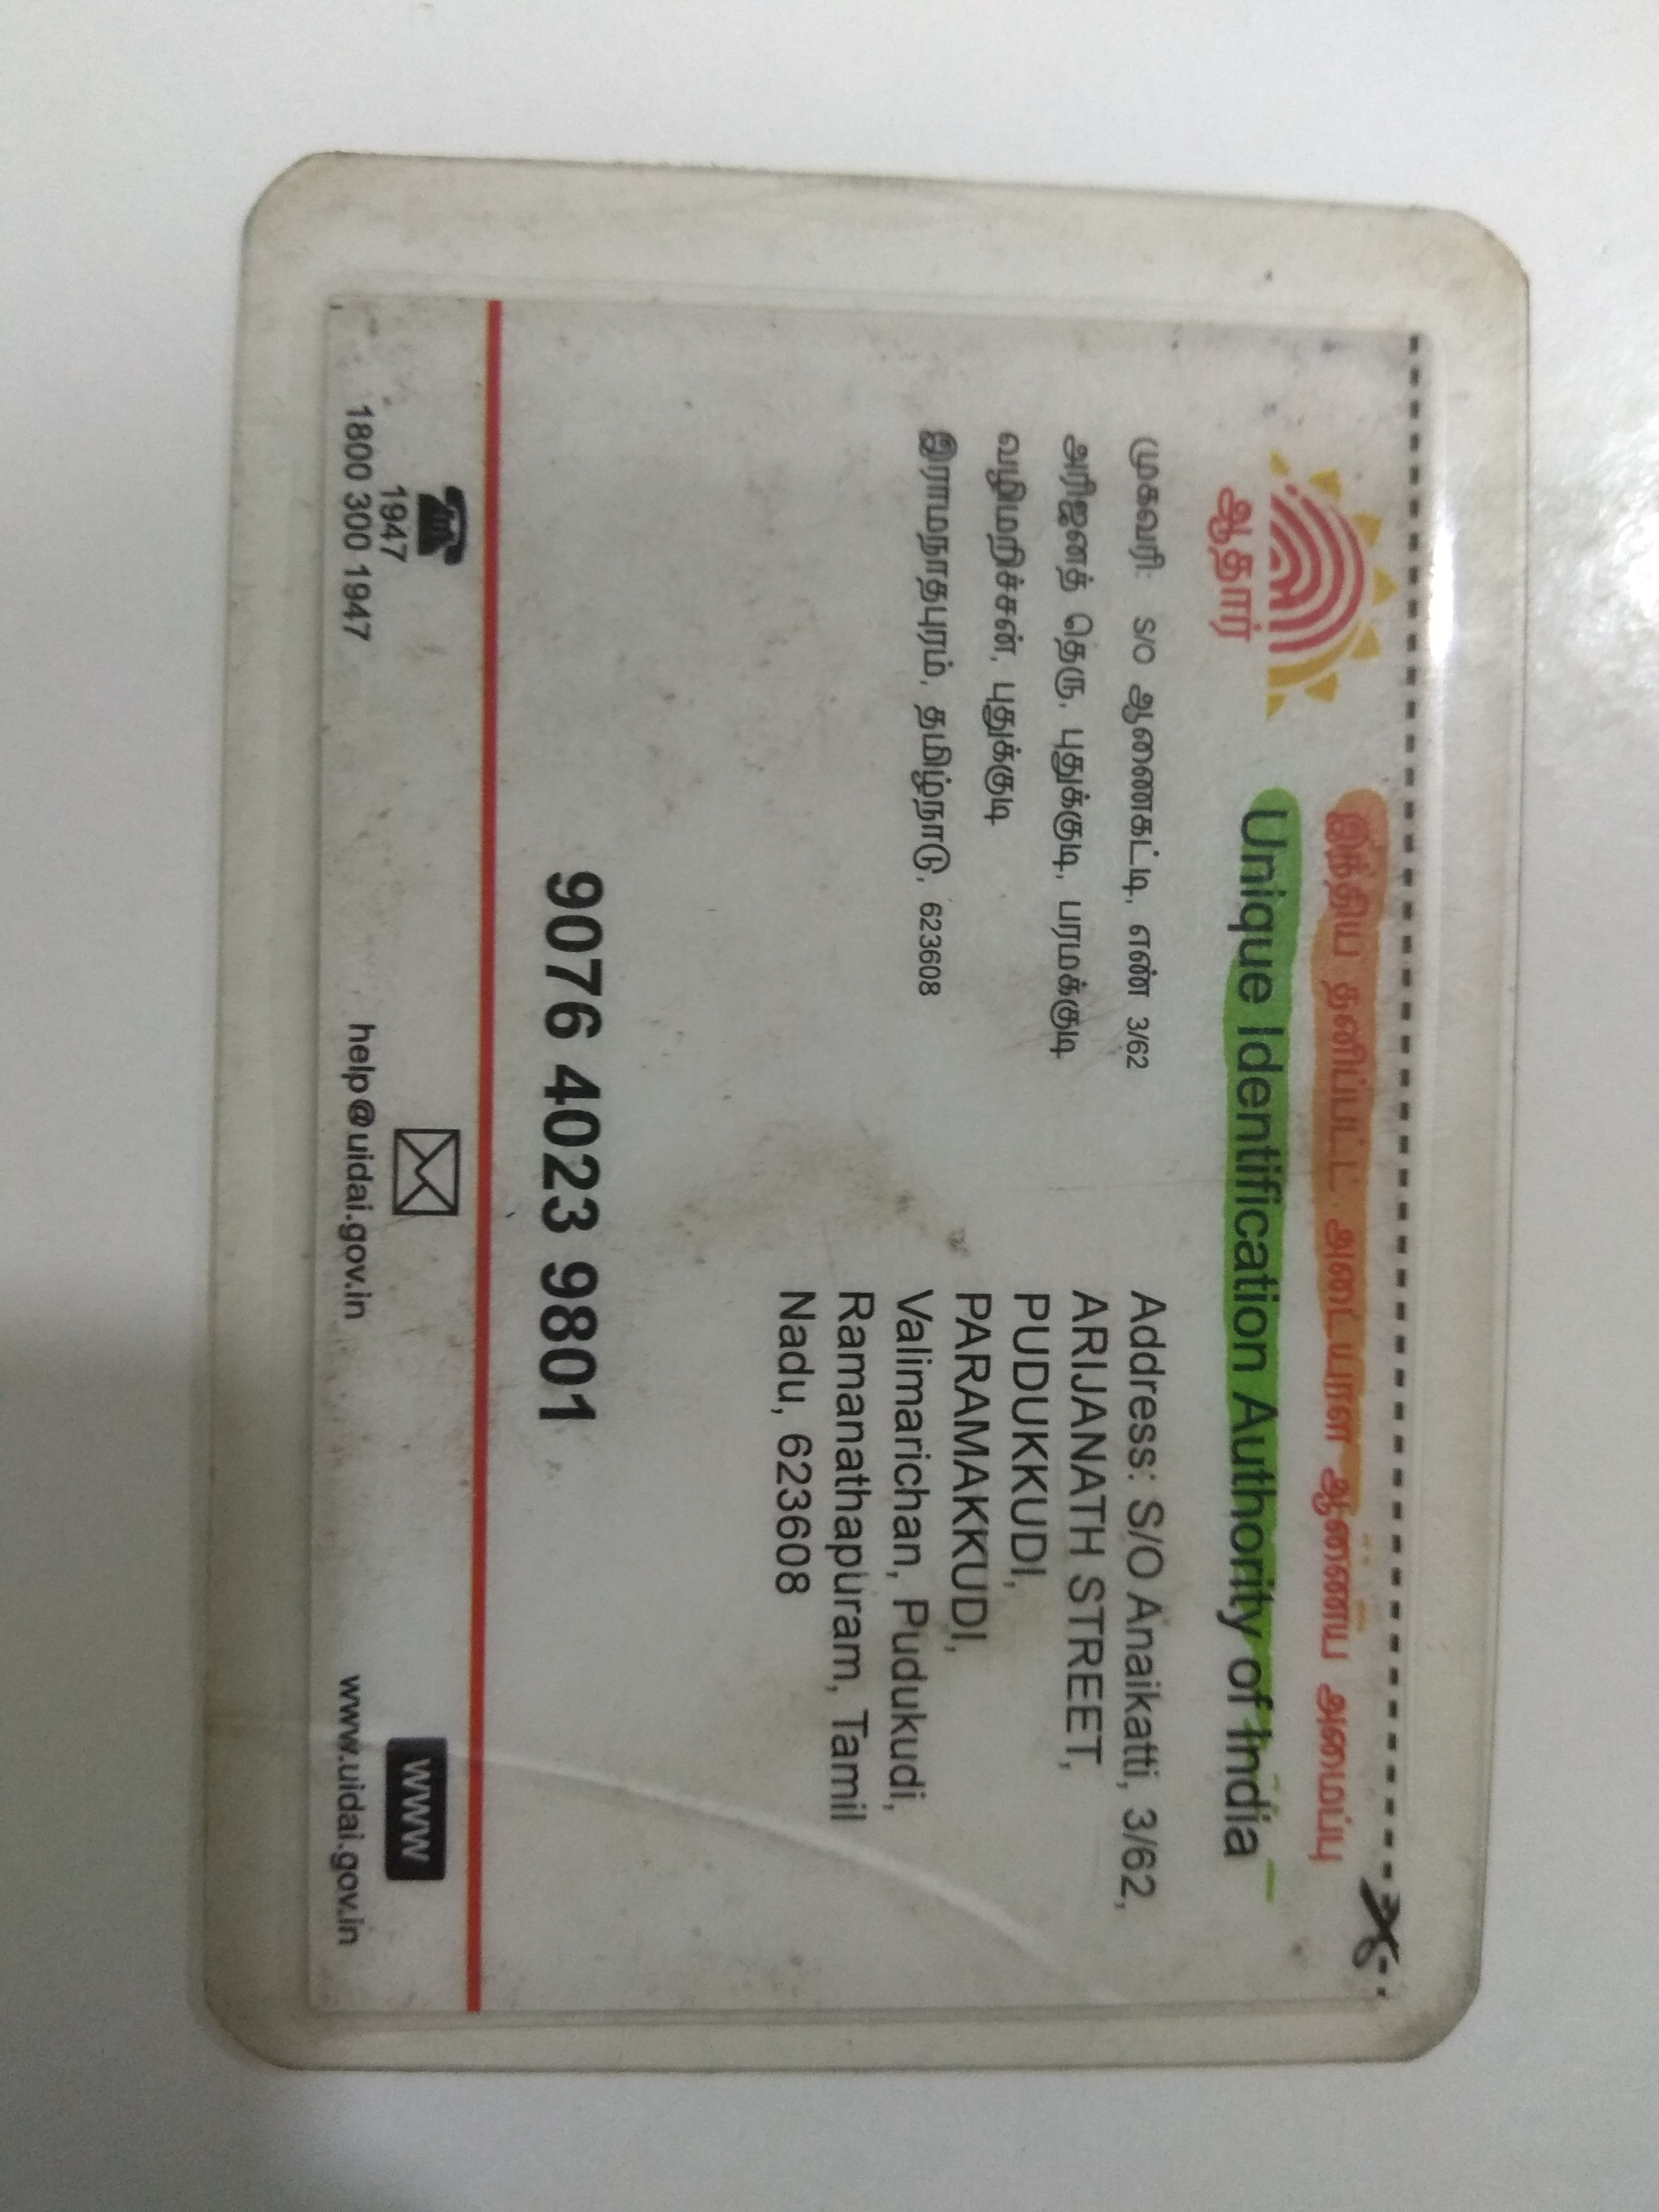 இந்திய தனிப்பட்ட அடையாள ஆணைய அமைப்பு
Unique Identification Authority of India
ஆதார்
முகவரி: S/O ஆணைகட்டி, எண் 3/62
அரிஜனத் தெரு, புதுக்குடி, பரமக்குடி
வழிமறிச்சன், புதுக்குடி
இராமநாதபுரம், தமிழ்நாடு, 623608
Address: S/O Anaikatti, 3/62,
ARIJANATH STREET,
PUDUKKUDI,
PARAMAKKUDI,
Valimarichan, Pudukudi,
Ramanathapuram, Tamil
Nadu, 623608
9076 4023 9801
1947
1800 300 1947
help@uidai.gov.in
WWW
www.uidai.gov.in